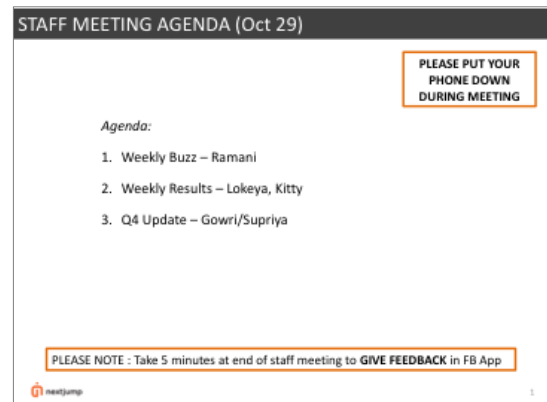 STAFF MEETING AGENDA (Oct 29)
PLEASE PUT YOUR
PHONE DOWN
DURING MEETING
Agenda:
1. Weekly Buzz – Ramani
2. Weekly Results – Lokeya, Kitty
3. Q4 Update – Gowri/Supriya
PLEASE NOTE : Take 5 minutes at end of staff meeting to GIVE FEEDBACK in FB App
nextjump
1